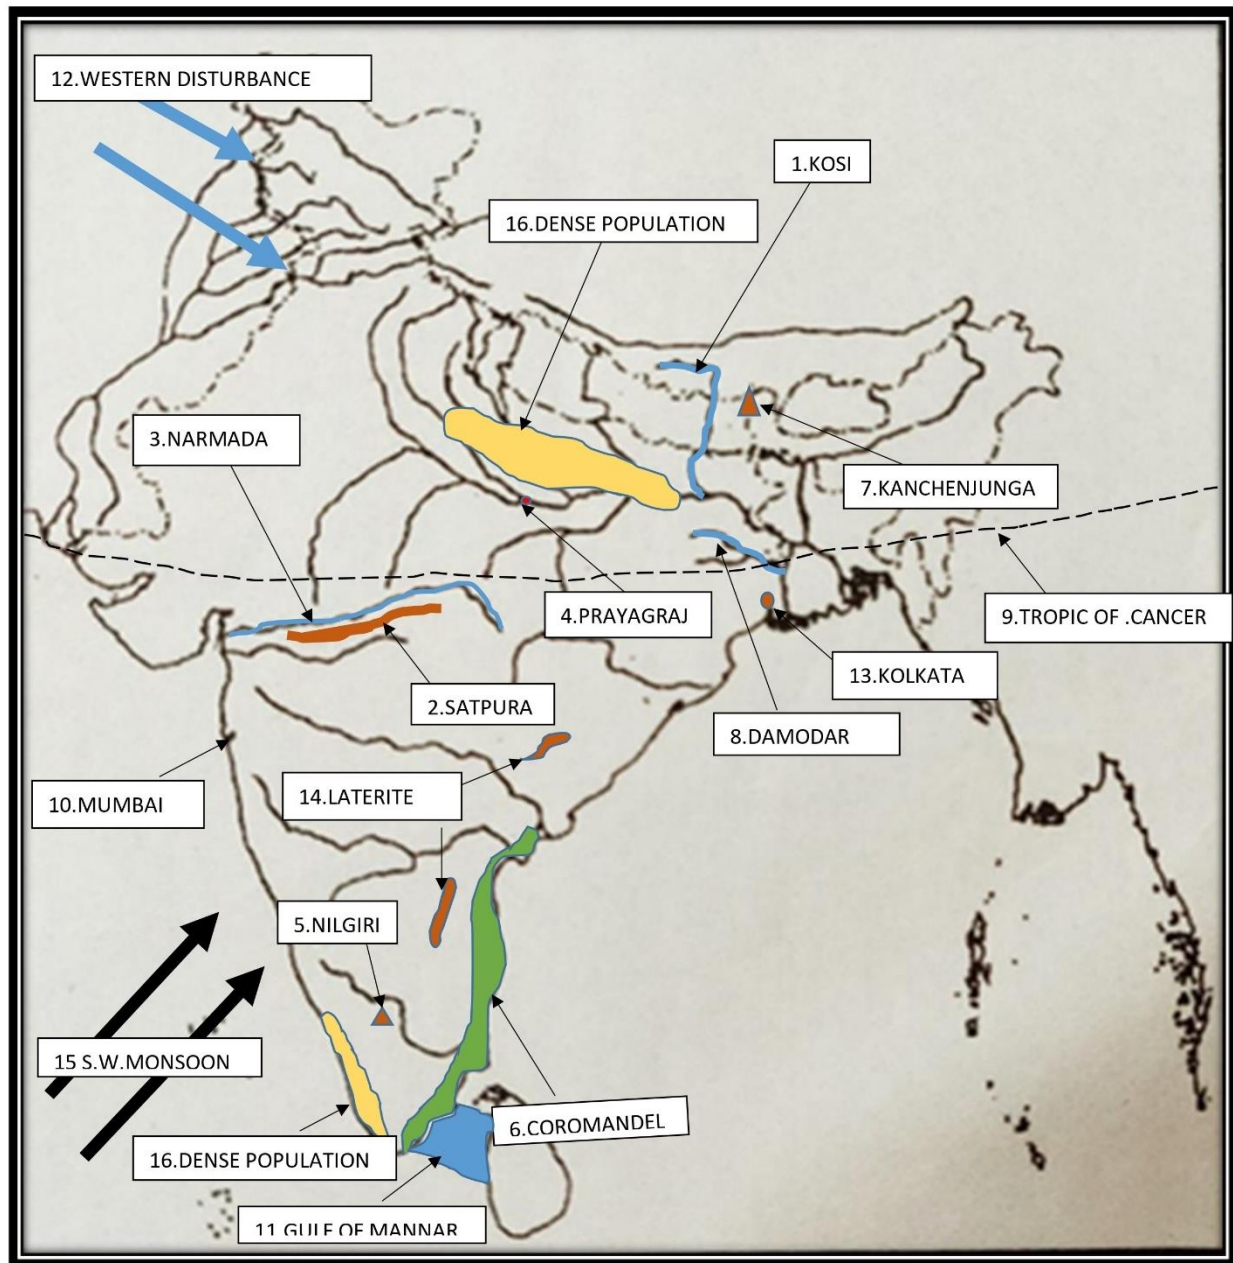 12.WESTERN DISTURBANCE
1.KOSI
16.DENSE POPULATION
3.NARMADA
7.KANCHENJUNGA
4.PRAYAGRAJ
9.TROPIC OF .CANCER
13.KOLKATA
2.SATPURA
8.DAMODAR
14.LATERITE
10.MUMBAI
5.NILGIRI
15 S.W.MONSOON
6.COROMANDEL
16.DENSE POPULATION
11 GULF OF MANNAR